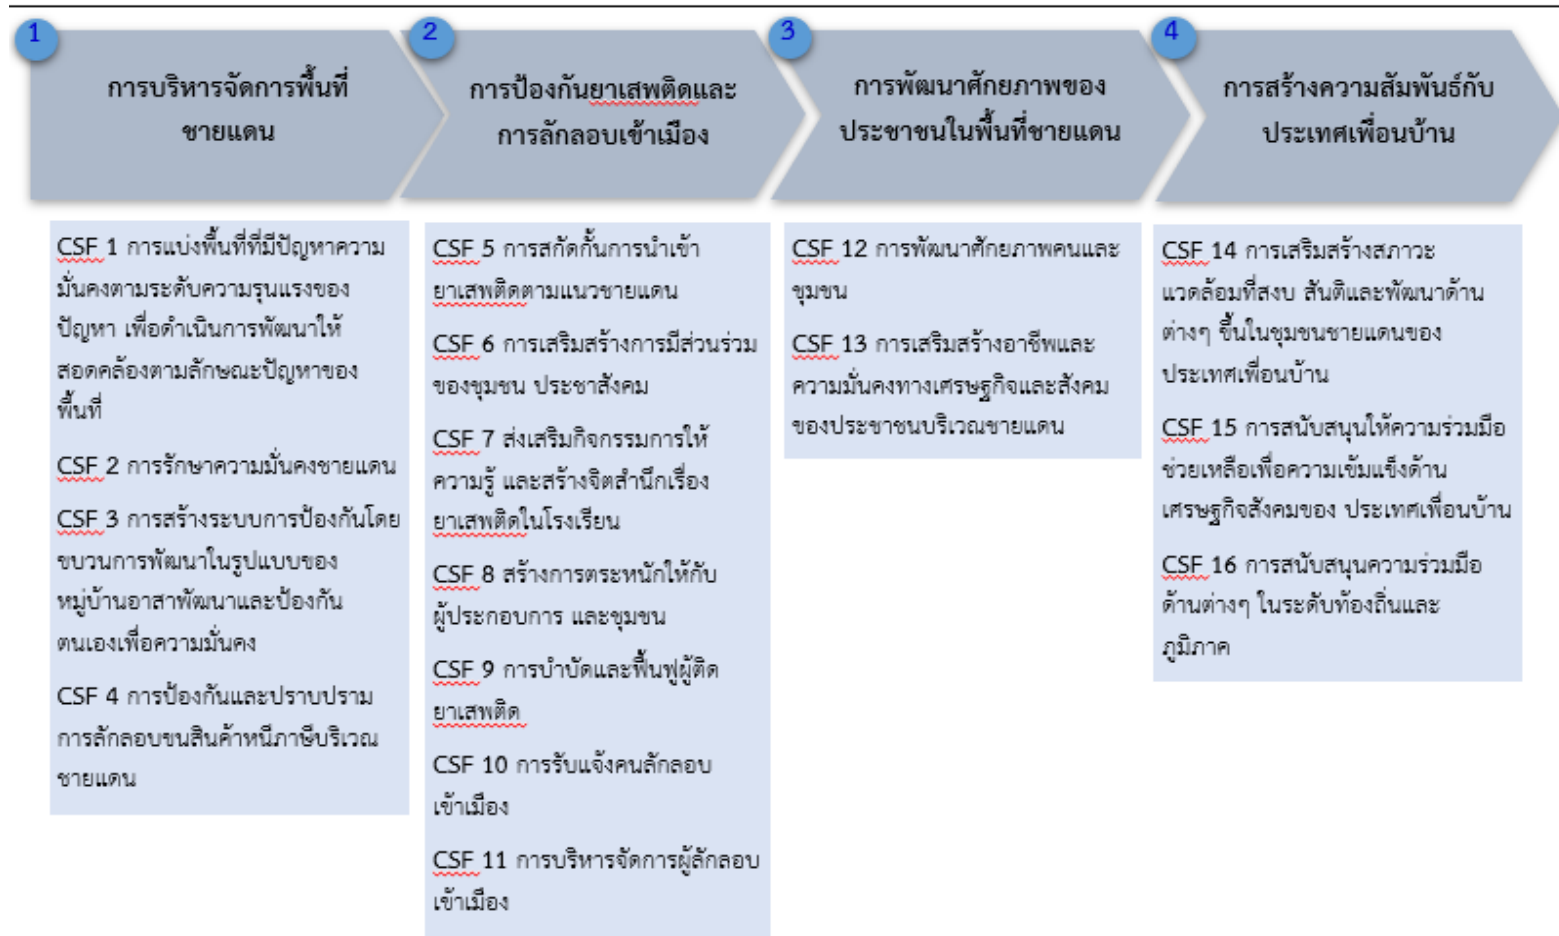 1
การบริหารจัดการพื้นที่
ชายแดน
2
การป้องกันยาเสพติดและ
การลักลอบเข้าเมือง
3
การพัฒนาศักยภาพของ
ประชาชนในพื้นที่ชายแดน
4
การสร้างความสัมพันธ์กับ
ประเทศเพื่อนบ้าน
CSF 1 การแบ่งพื้นที่ที่มีปัญหาความ
มั่นคงตามระดับความรุนแรงของ
ปัญหา เพื่อดำเนินการพัฒนาให้
สอดคล้องตามลักษณะปัญหาของ
พื้นที่
CSF 2 การรักษาความมั่นคงชายแดน
CSF 3 การสร้างระบบการป้องกันโดย
ขบวนการพัฒนาในรูปแบบของ
หมู่บ้านอาสาพัฒนาและป้องกัน
ตนเองเพื่อความมั่นคง
CSF 4 การป้องกันและปราบปราม
การลักลอบขนสินค้าหนีภาษีบริเวณ
ชายแดน
CSF 5 การสกัดกั้นการนำเข้า
ยาเสพติดตามแนวชายแดน
CSF 6 การเสริมสร้างการมีส่วนร่วม
ของชุมชน ประชาสังคม
CSF 7 ส่งเสริมกิจกรรมการให้
ความรู้ และสร้างจิตสำนึกเรื่อง
ยาเสพติดในโรงเรียน
CSF 8 สร้างการตระหนักให้กับ
ผู้ประกอบการ และชุมชน
CSF 9 การบำบัดและฟื้นฟูผู้ติด
ยาเสพติด
CSF 10 การรับแจ้งคนลักลอบ
เข้าเมือง
CSF 11 การบริหารจัดการผู้ลักลอบ
เข้าเมือง
CSF 12 การพัฒนาศักยภาพคนและ
ชุมชน
CSF 13 การเสริมสร้างอาชีพและ
ความมั่นคงทางเศรษฐกิจและสังคม
ของประชาชนบริเวณชายแดน
CSF 14 การเสริมสร้างสภาวะ
แวดล้อมที่สงบ สันติและพัฒนาด้าน
ต่างๆ ขึ้นในชุมชนชายแดนของ
ประเทศเพื่อนบ้าน
CSF 15 การสนับสนุนให้ความร่วมมือ
ช่วยเหลือเพื่อความเข้มแข็งด้าน
เศรษฐกิจสังคมของ ประเทศเพื่อนบ้าน
CSF 16 การสนับสนุนความร่วมมือ
ด้านต่างๆ ในระดับท้องถิ่นและ
ภูมิภาค